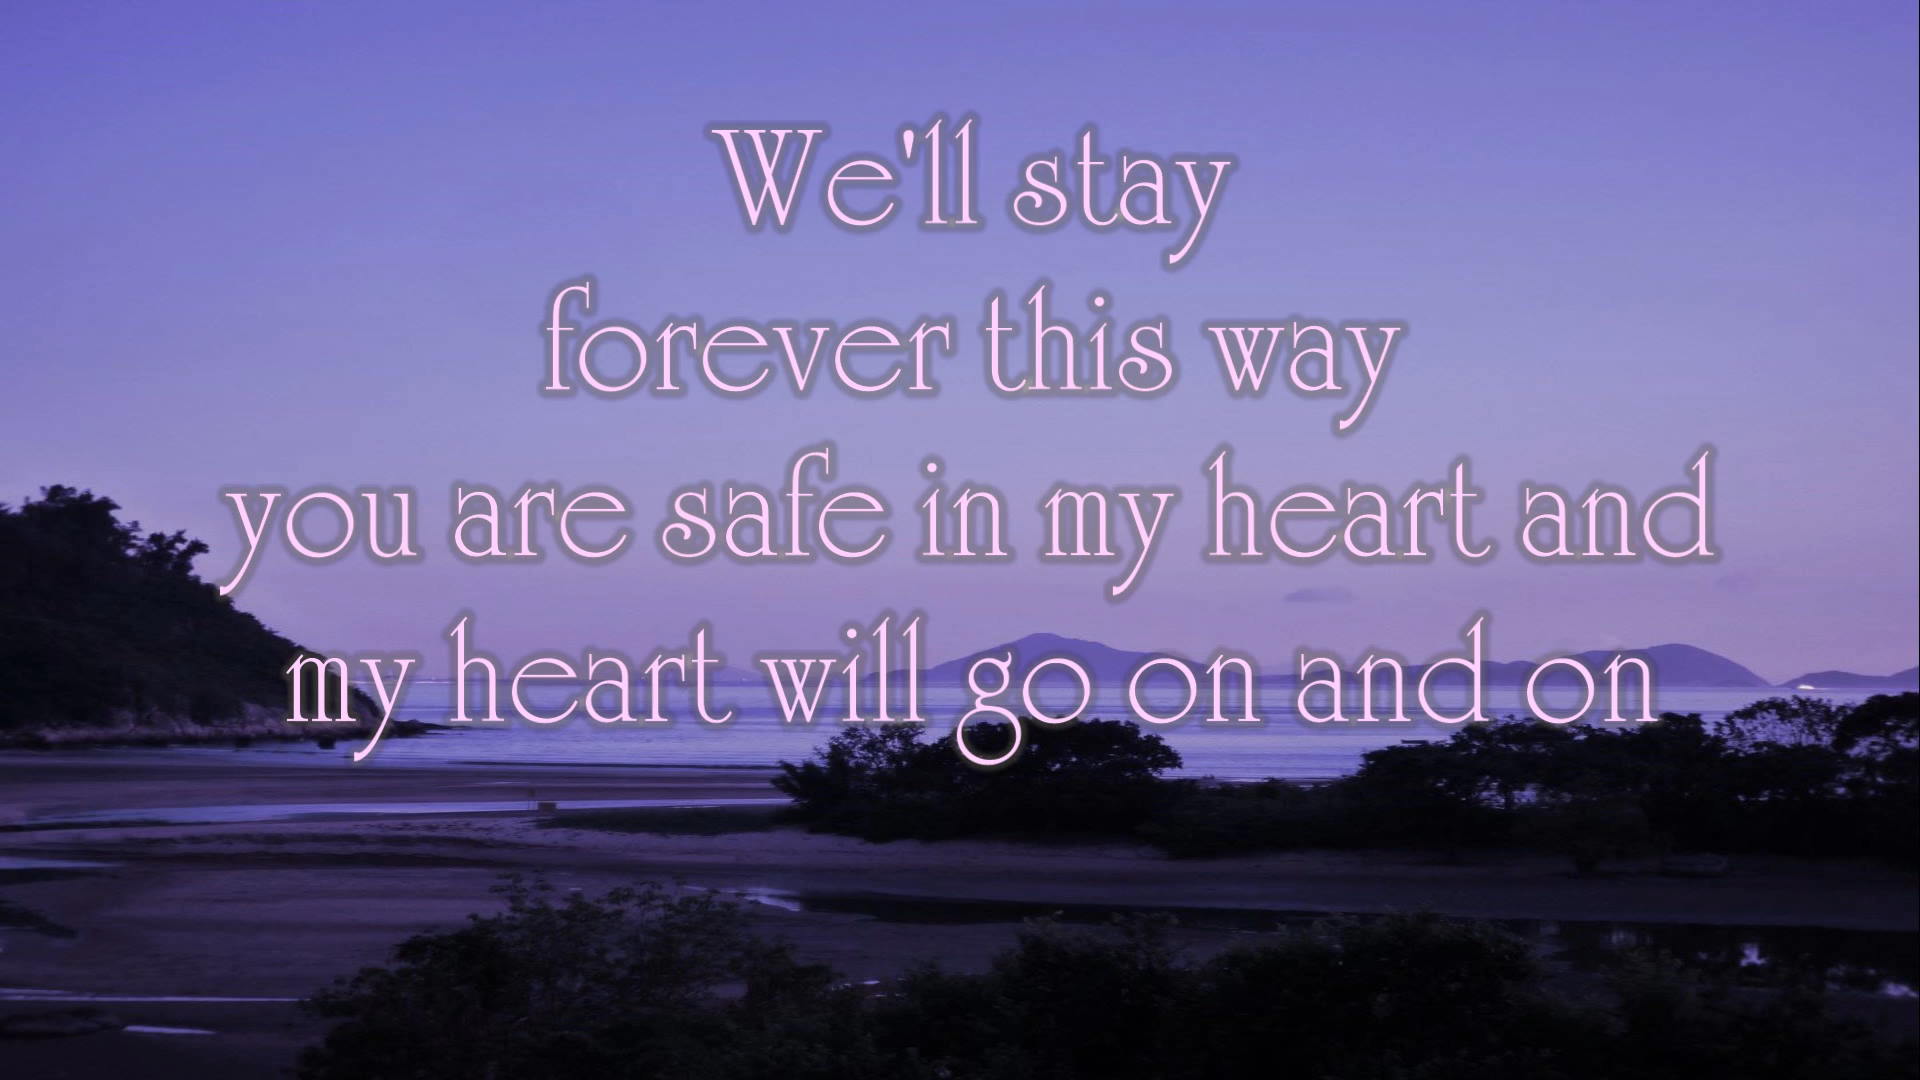 We'll stay
forever this way
you are safe in my heart and
my heart will go on and on